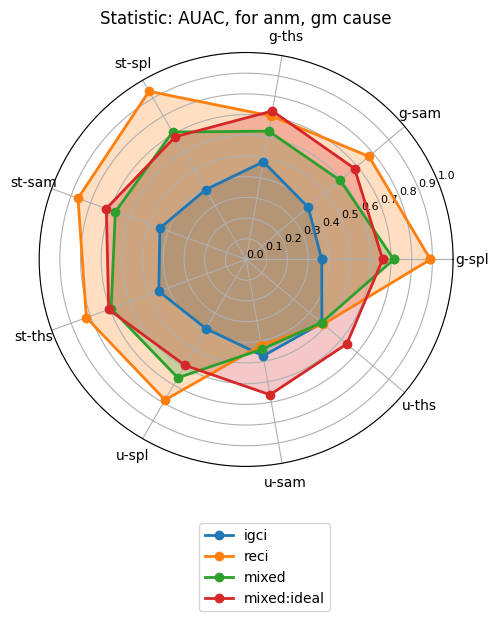 Statistic: AUAC, for anm, gm cause
g-ths
st-spl
g-sam
st-sam
0.0 0.1 0.2 0.3 0.4 0.5 0.6 0.7 0.8 0.9 1.0
g-spl
st-ths
u-ths
u-spl
u-sam
igci
reci
mixed
mixed:ideal